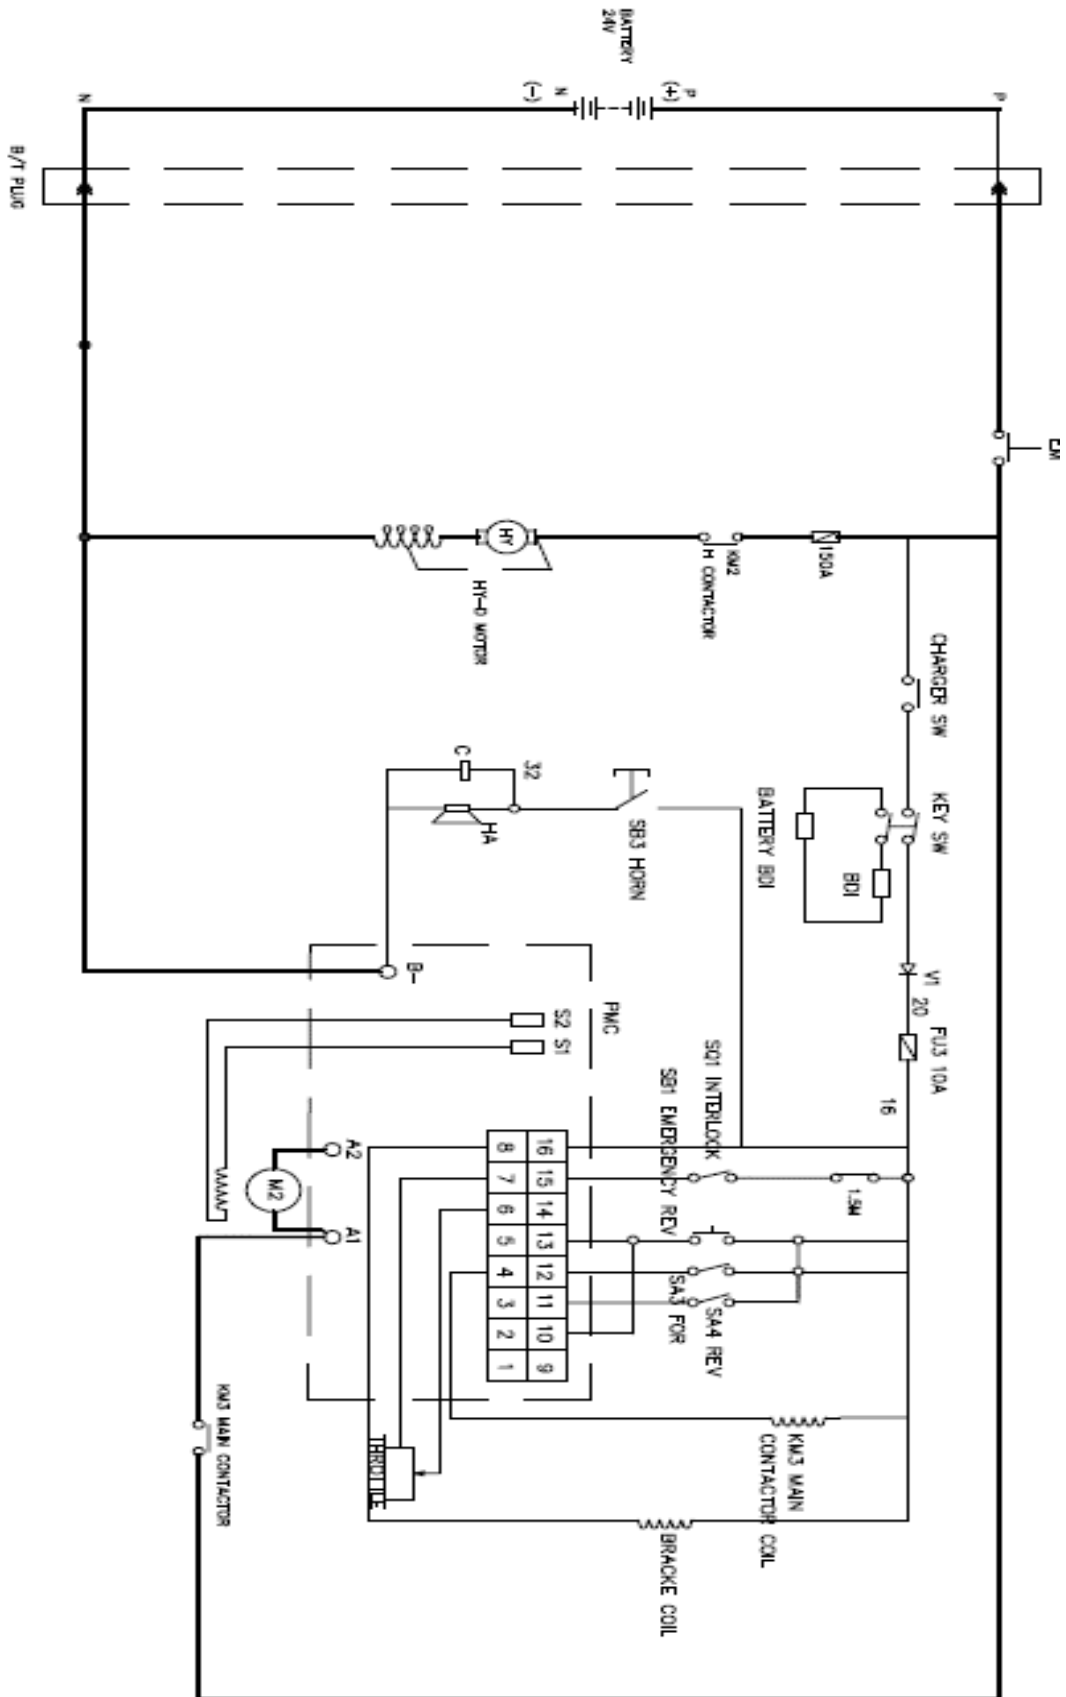 BATTERY
24V
N
(-)
N
P
(+)
P
B/T PLUG
HY
HY-D MOTOR
KM2
H CONTACTOR
150A
CHARGER SW
C
32
HA
SB3 HORN
BATTERY BDI
BDI
KEY SW
B-
V1
20
FU3 10A
16
PMC
S2
S1
SQ1 INTERLOCK
SB1 EMERGENCY REV
1.5M
A2
M2
A1
8 16
7 15
6 14
5 13
4 12
3 11
2 10
1 9
SA3 FOR
SA4 REV
KM3 MAIN CONTACTOR
THROTTLE
KM3 MAIN
CONTACTOR COIL
BRACKE COIL